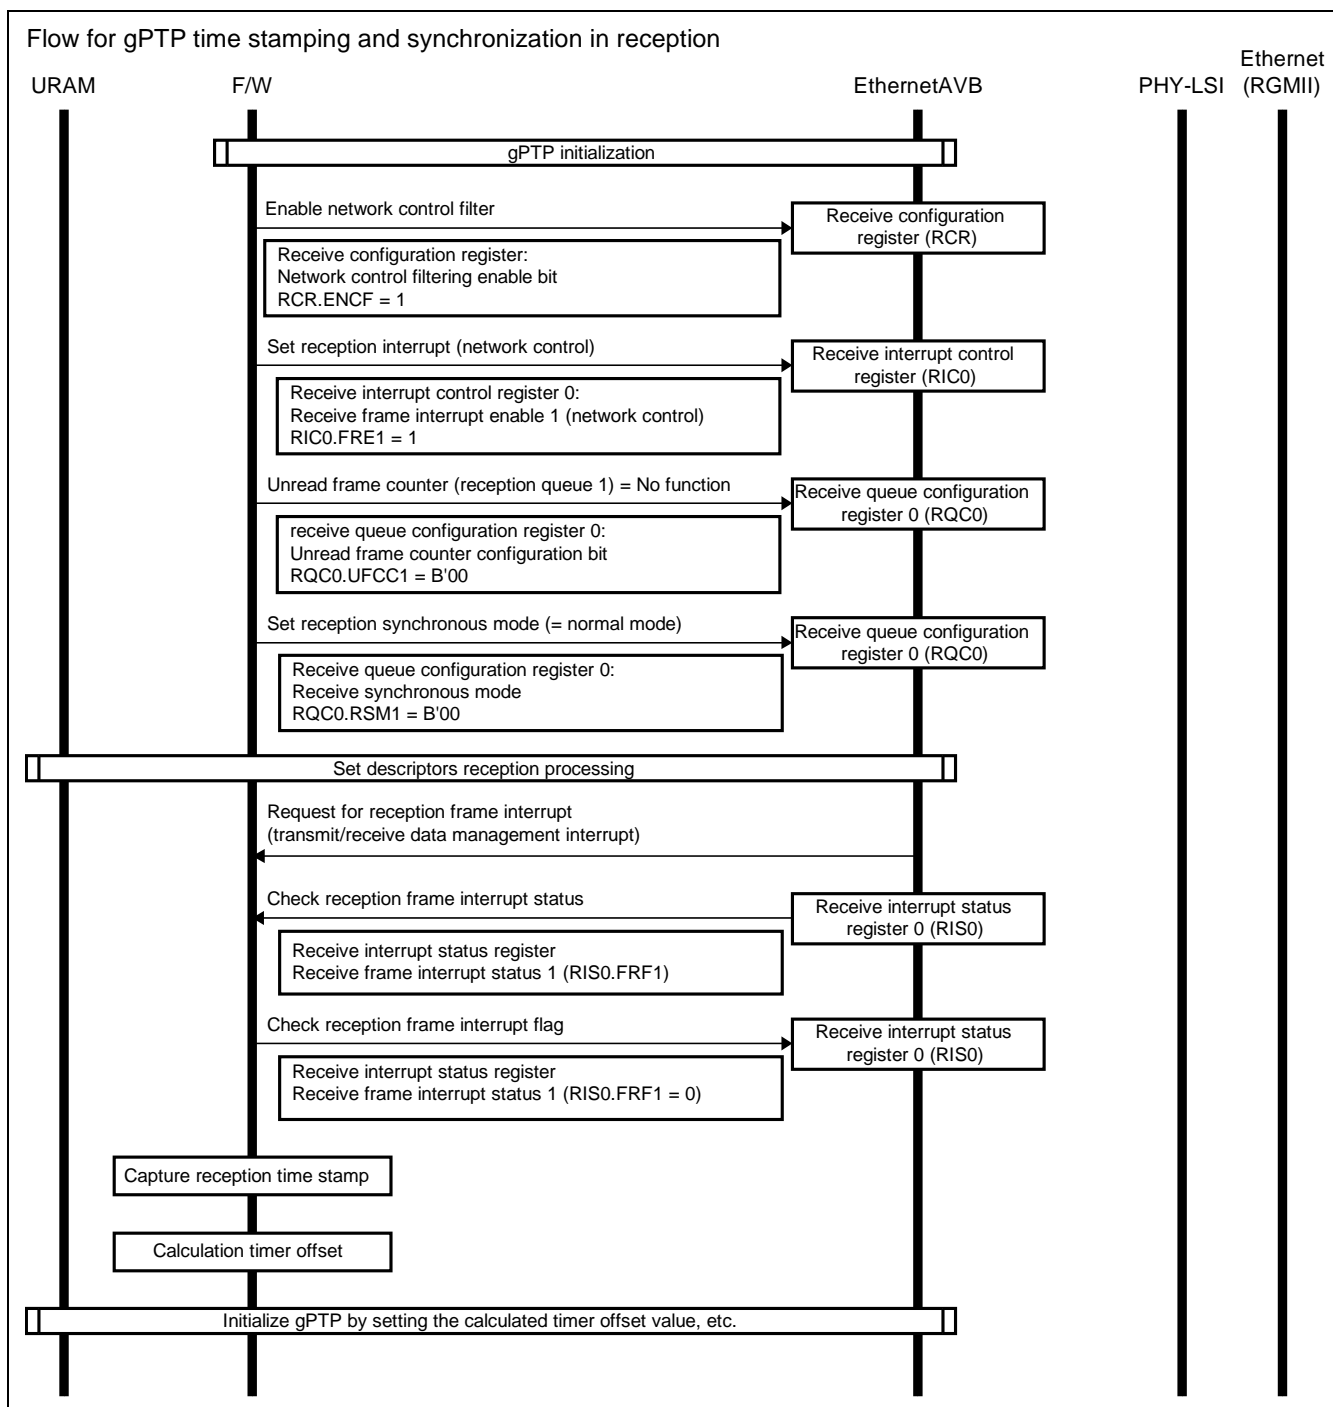 Flow for gPTP time stamping and synchronization in reception
URAM
F/W
EthernetAVB
PHY-LSI
Ethernet
(RGMII)
gPTP initialization
Enable network control filter
Receive configuration
register (RCR)
Receive configuration register:
Network control filtering enable bit
RCR.ENCF = 1
Set reception interrupt (network control)
Receive interrupt control
register (RIC0)
Receive interrupt control register 0:
Receive frame interrupt enable 1 (network control)
RIC0.FRE1 = 1
Unread frame counter (reception queue 1) = No function
Receive queue configuration
register 0 (RQC0)
receive queue configuration register 0:
Unread frame counter configuration bit
RQC0.UFCC1 = B'00
Set reception synchronous mode (= normal mode)
Receive queue configuration
register 0 (RQC0)
Receive queue configuration register 0:
Receive synchronous mode
RQC0.RSM1 = B'00
Set descriptors reception processing
Request for reception frame interrupt
(transmit/receive data management interrupt)
Check reception frame interrupt status
Receive interrupt status
register 0 (RIS0)
Receive interrupt status register
Receive frame interrupt status 1 (RIS0.FRF1)
Check reception frame interrupt flag
Receive interrupt status
register 0 (RIS0)
Receive interrupt status register
Receive frame interrupt status 1 (RIS0.FRF1 = 0)
Capture reception time stamp
Calculation timer offset
Initialize gPTP by setting the calculated timer offset value, etc.